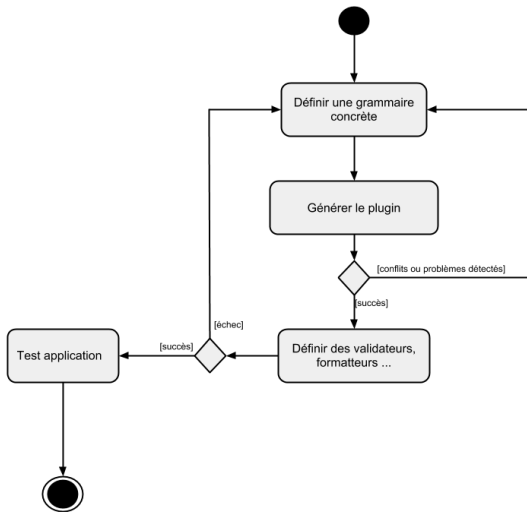 Définir une grammaire
concrète
Générer le plugin
[conflits ou problèmes détectés]
[succès]
[échec]
[succès]
Test application
Définir des validateurs,
formatteurs ...